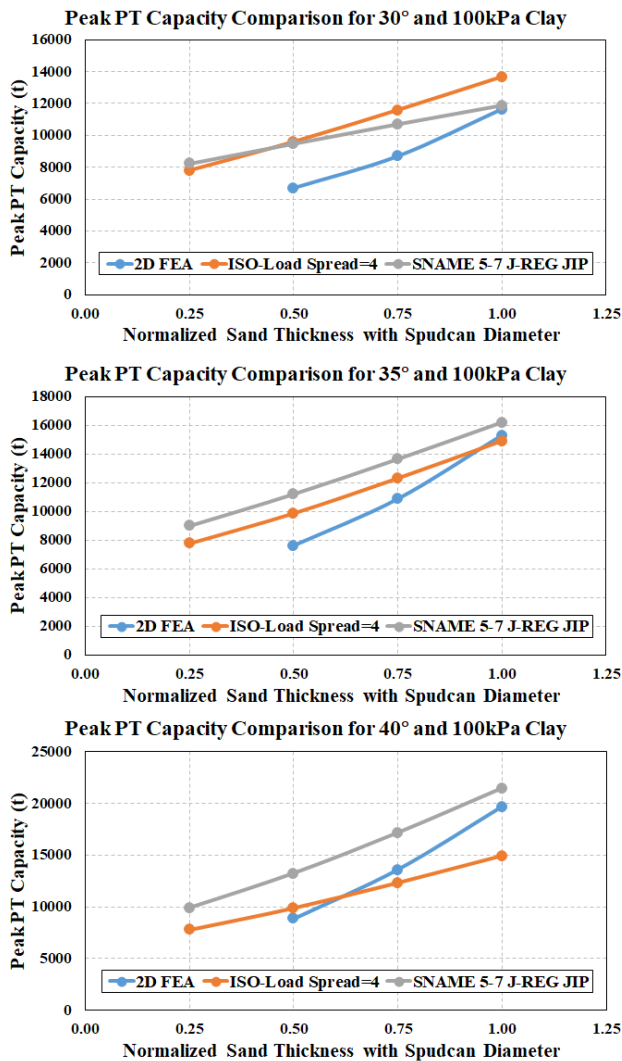 Peak PT Capacity Comparison for 30° and 100kPa Clay
16000
14000
12000
10000
8000
6000
4000
2000
0
Peak PT Capacity (t)
2D FEA ISO-Load Spread=4 SNAME 5-7 J-REG JIP
0.00 0.25 0.50 0.75 1.00 1.25
Normalized Sand Thickness with Spudcan Diameter
Peak PT Capacity Comparison for 35° and 100kPa Clay
18000
16000
14000
12000
10000
8000
6000
4000
2000
0
Peak PT Capacity (t)
2D FEA ISO-Load Spread=4 SNAME 5-7 J-REG JIP
0.00 0.25 0.50 0.75 1.00 1.25
Normalized Sand Thickness with Spudcan Diameter
Peak PT Capacity Comparison for 40° and 100kPa Clay
25000
20000
15000
10000
5000
0
Peak PT Capacity (t)
2D FEA ISO-Load Spread=4 SNAME 5-7 J-REG JIP
0.00 0.25 0.50 0.75 1.00 1.25
Normalized Sand Thickness with Spudcan Diameter